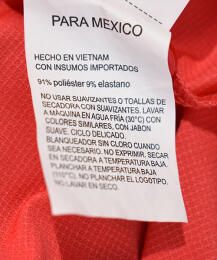 PARA MEXICO
HECHO EN VIETNAM
CON INSUMOS IMPORTADOS
91% poliéster 9% elastano
NO USAR SUAVIZANTES O TOALLAS DE
SECADORA CON SUAVIZANTES. LAVAR
A MÁQUINA EN AGUA FRÍA (30°C) CON
COLORES SIMILARES, CON JABON
SUAVE. CICLO DELICADO.
BLANQUEADOR SIN CLORO CUANDO
SEA NECESARIO. NO EXPRIMIR. SECAR
EN SECADORA A TEMPERATURA BAJA.
PLANCHAR A TEMPERATURA BAJA
(110°C). NO PLANCHAR EL LOGOTIPO.
NO LAVAR EN SECO.